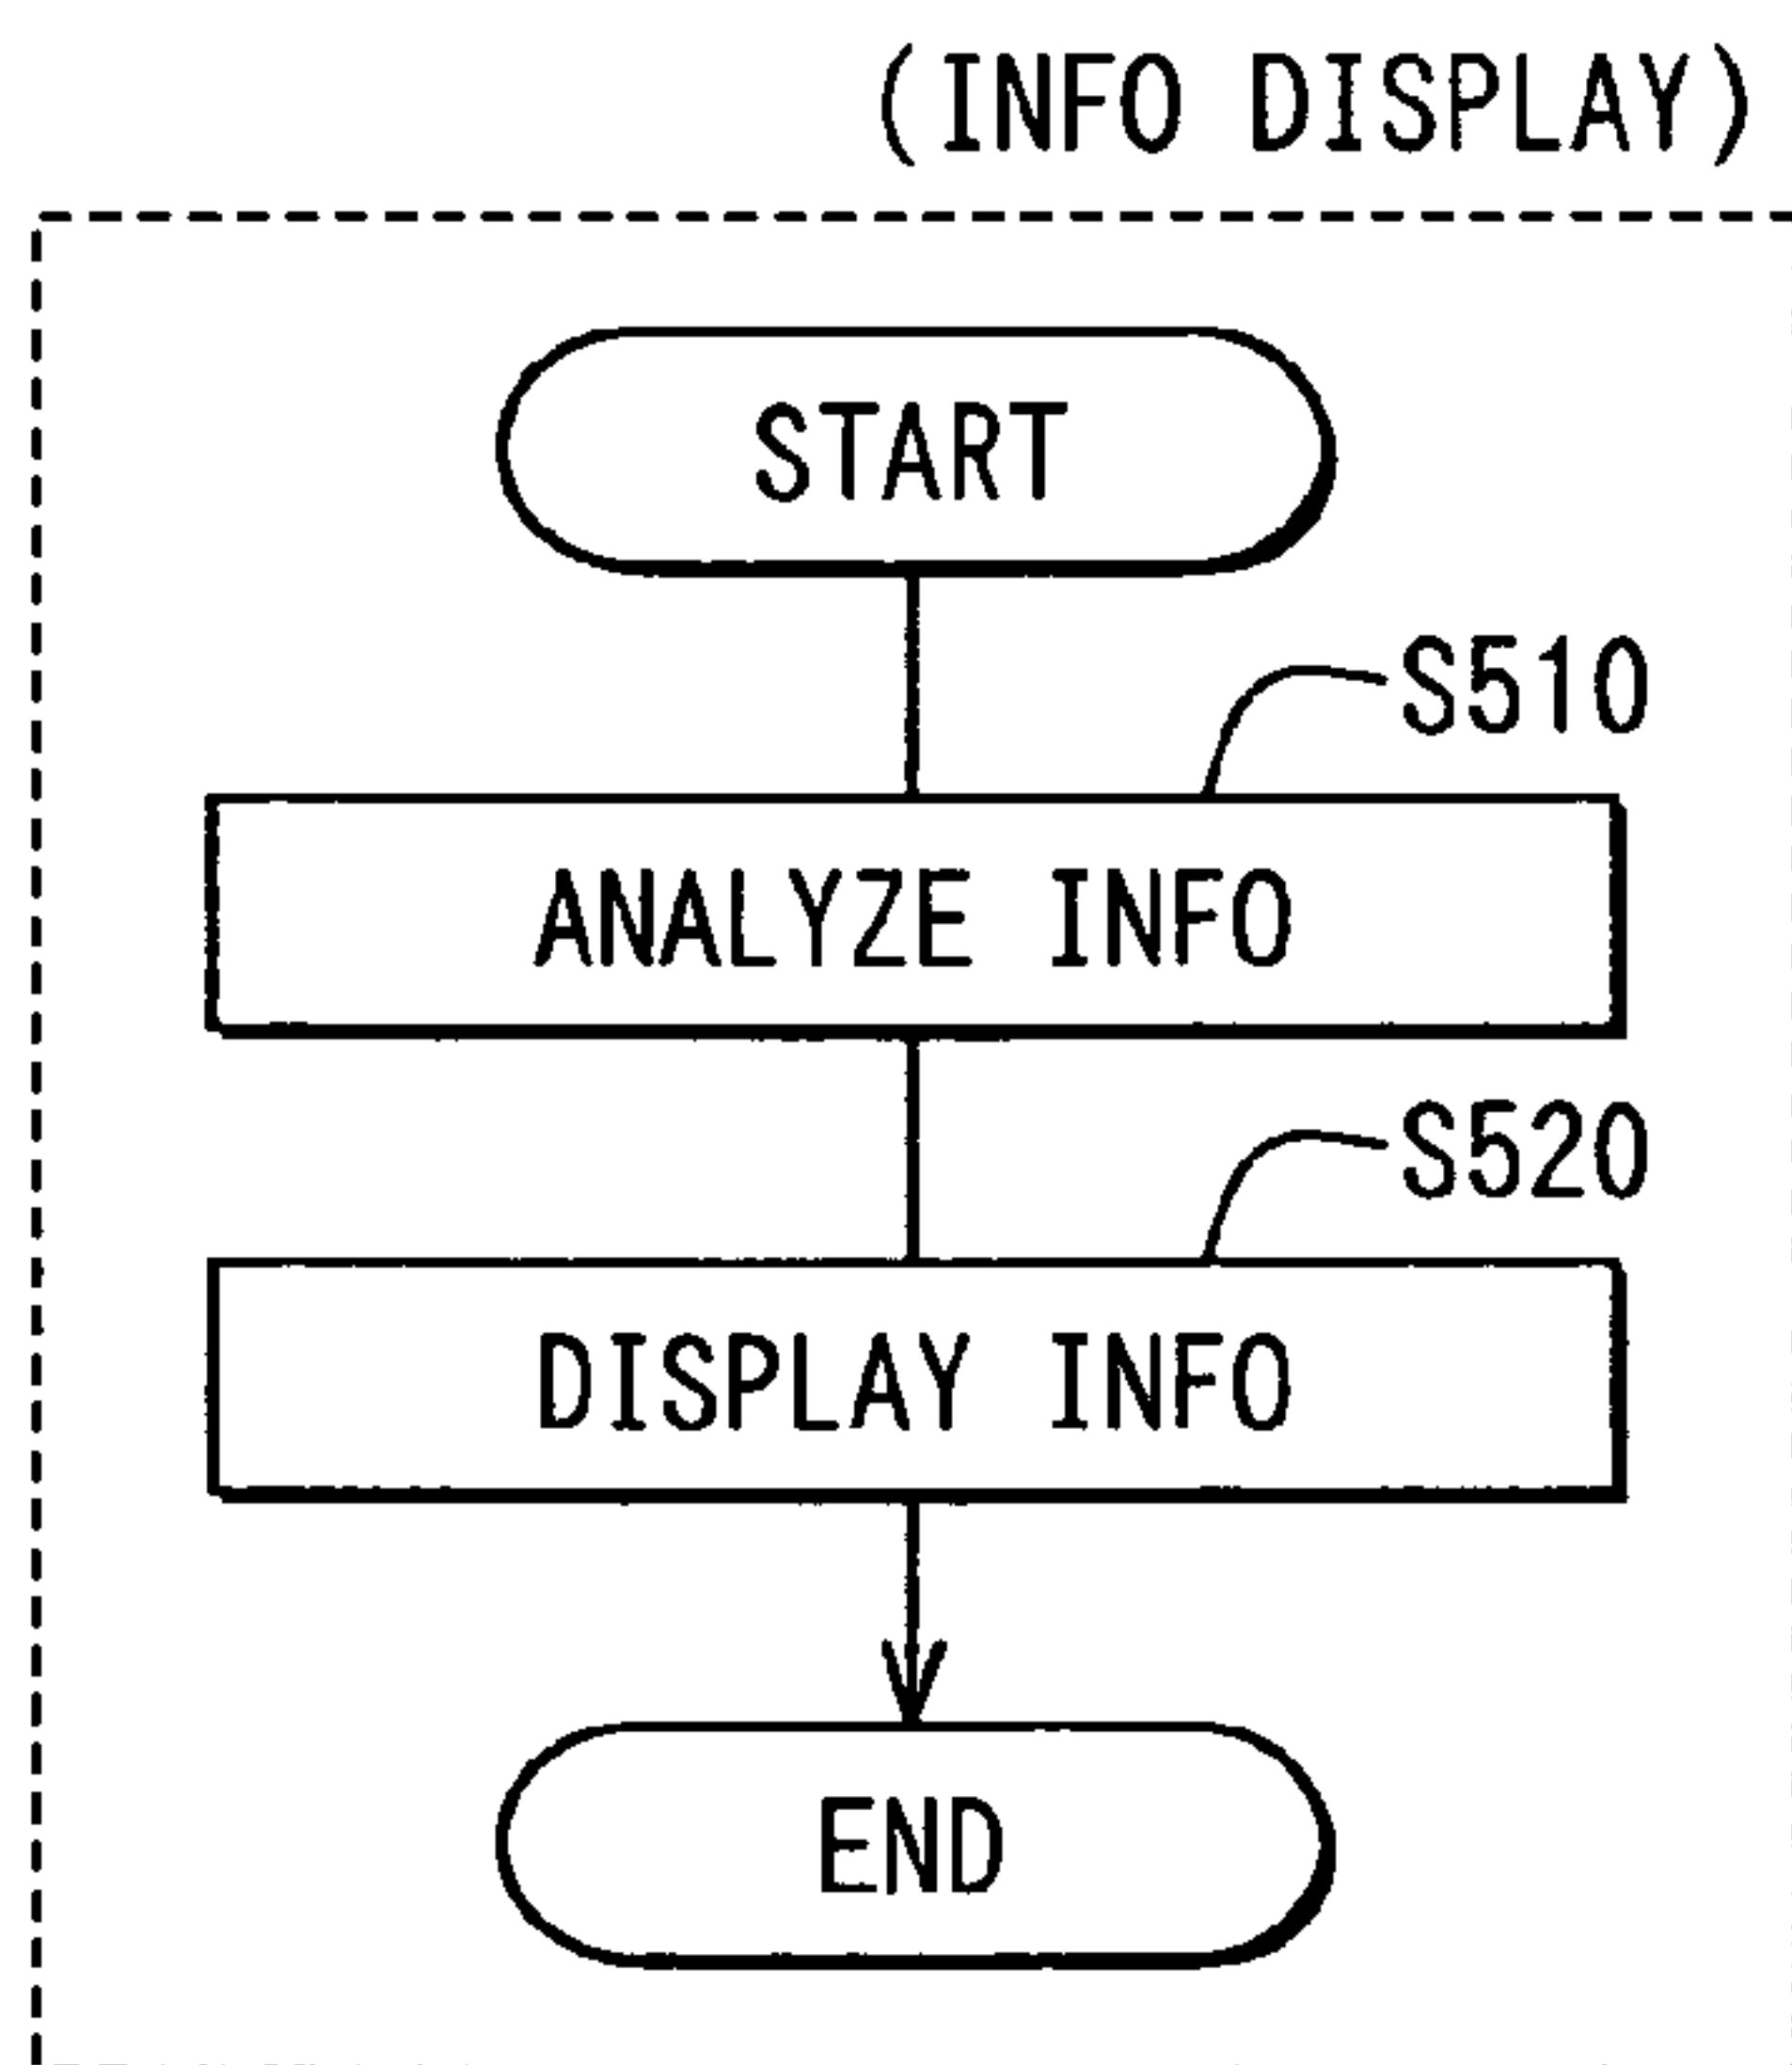 (INFO DISPLAY)
START
S510
ANALYZE INFO
S520
DISPLAY INFO
END